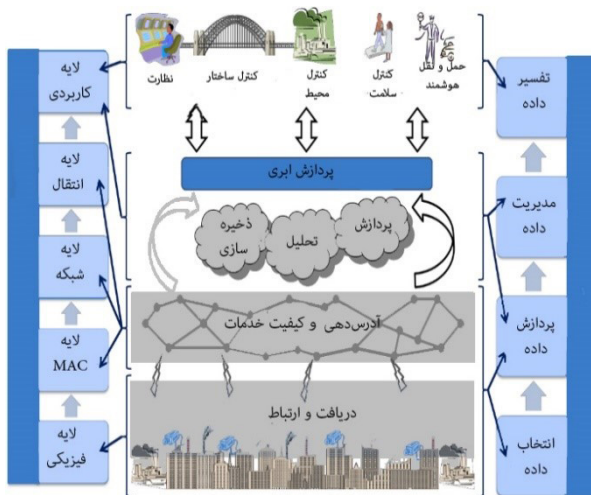 نظارت
کنترل ساختار
کنترل
محیط
کنترل
سلامت
حمل و نقل
هوشمند
تفسیر
داده
مدیریت
داده
پردازش
داده
انتخاب
داده
پردازش ابری
پردازش
تحلیل
ذخیره
سازی
آدرس‌دهی و کیفیت خدمات
دریافت و ارتباط
لایه
کاربردی
لایه
انتقال
لایه
شبکه
لایه
MAC
لایه
فیزیکی